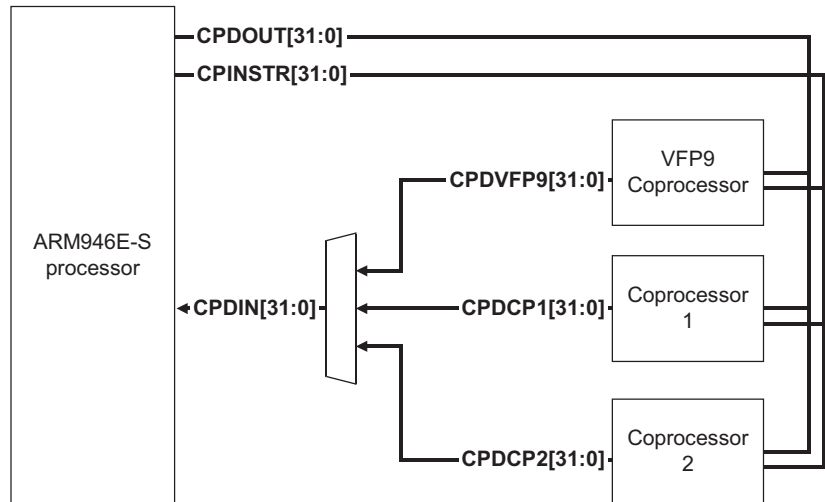 CPDOUT[31:0]
CPINSTR[31:0]
VFP9
Coprocessor
CPDVFP9[31:0]
ARM946E-S
processor
CPDIN[31:0]
CPDCP1[31:0]
Coprocessor
1
CPDCP2[31:0]
Coprocessor
2